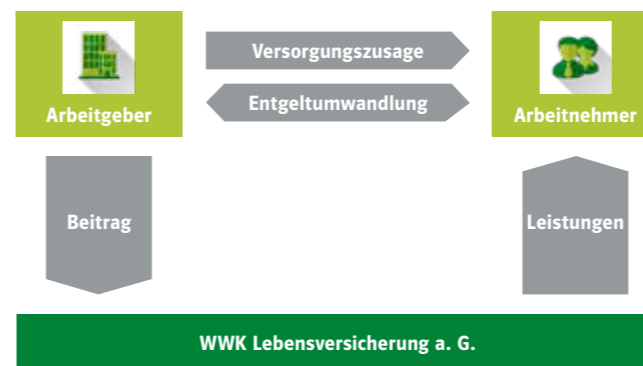 Versorgungszusage
Arbeitgeber
Entgeltumwandlung
Arbeitnehmer
Beitrag
Leistungen
WWK Lebensversicherung a. G.